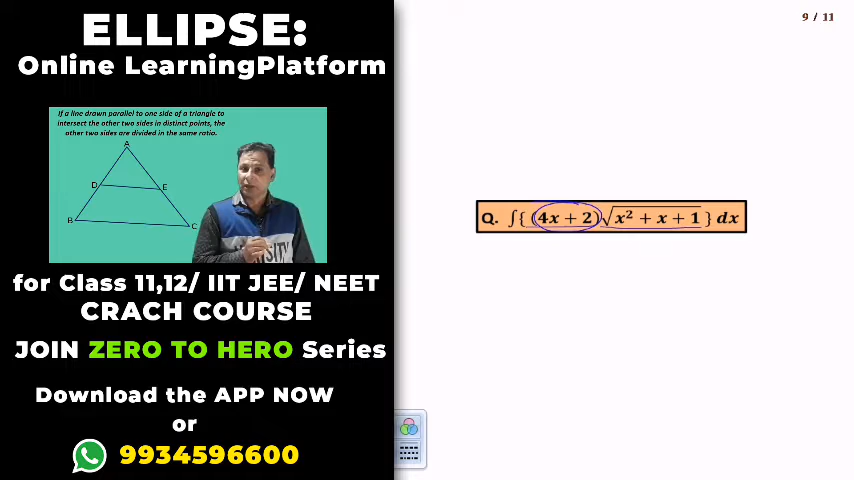 ELLIPSE:
Online LearningPlatform
If a line drawn parallel to one side of a triangle to
intersect the other two sides in distinct points, the
other two sides are divided in the same ratio.
A
D E
B C
for Class 11,12/ IIT JEE/ NEET
CRACH COURSE
JOIN ZERO TO HERO Series
Download the APP NOW
or
9934596600
9 / 11
Q. ∫{ (4x + 2)√x² + x + 1 } dx